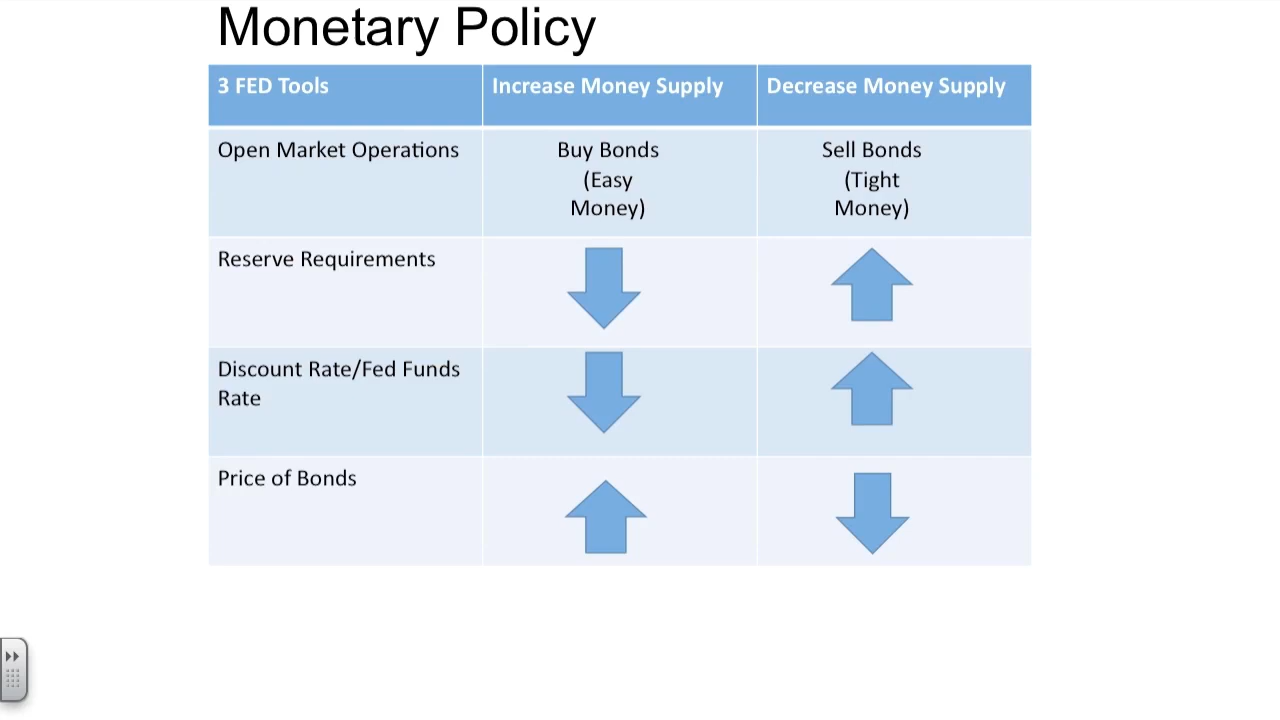 Monetary Policy
3 FED Tools
Increase Money Supply
Decrease Money Supply
Open Market Operations
Buy Bonds
(Easy
Money)
Sell Bonds
(Tight
Money)
Reserve Requirements
Discount Rate/Fed Funds
Rate
Price of Bonds